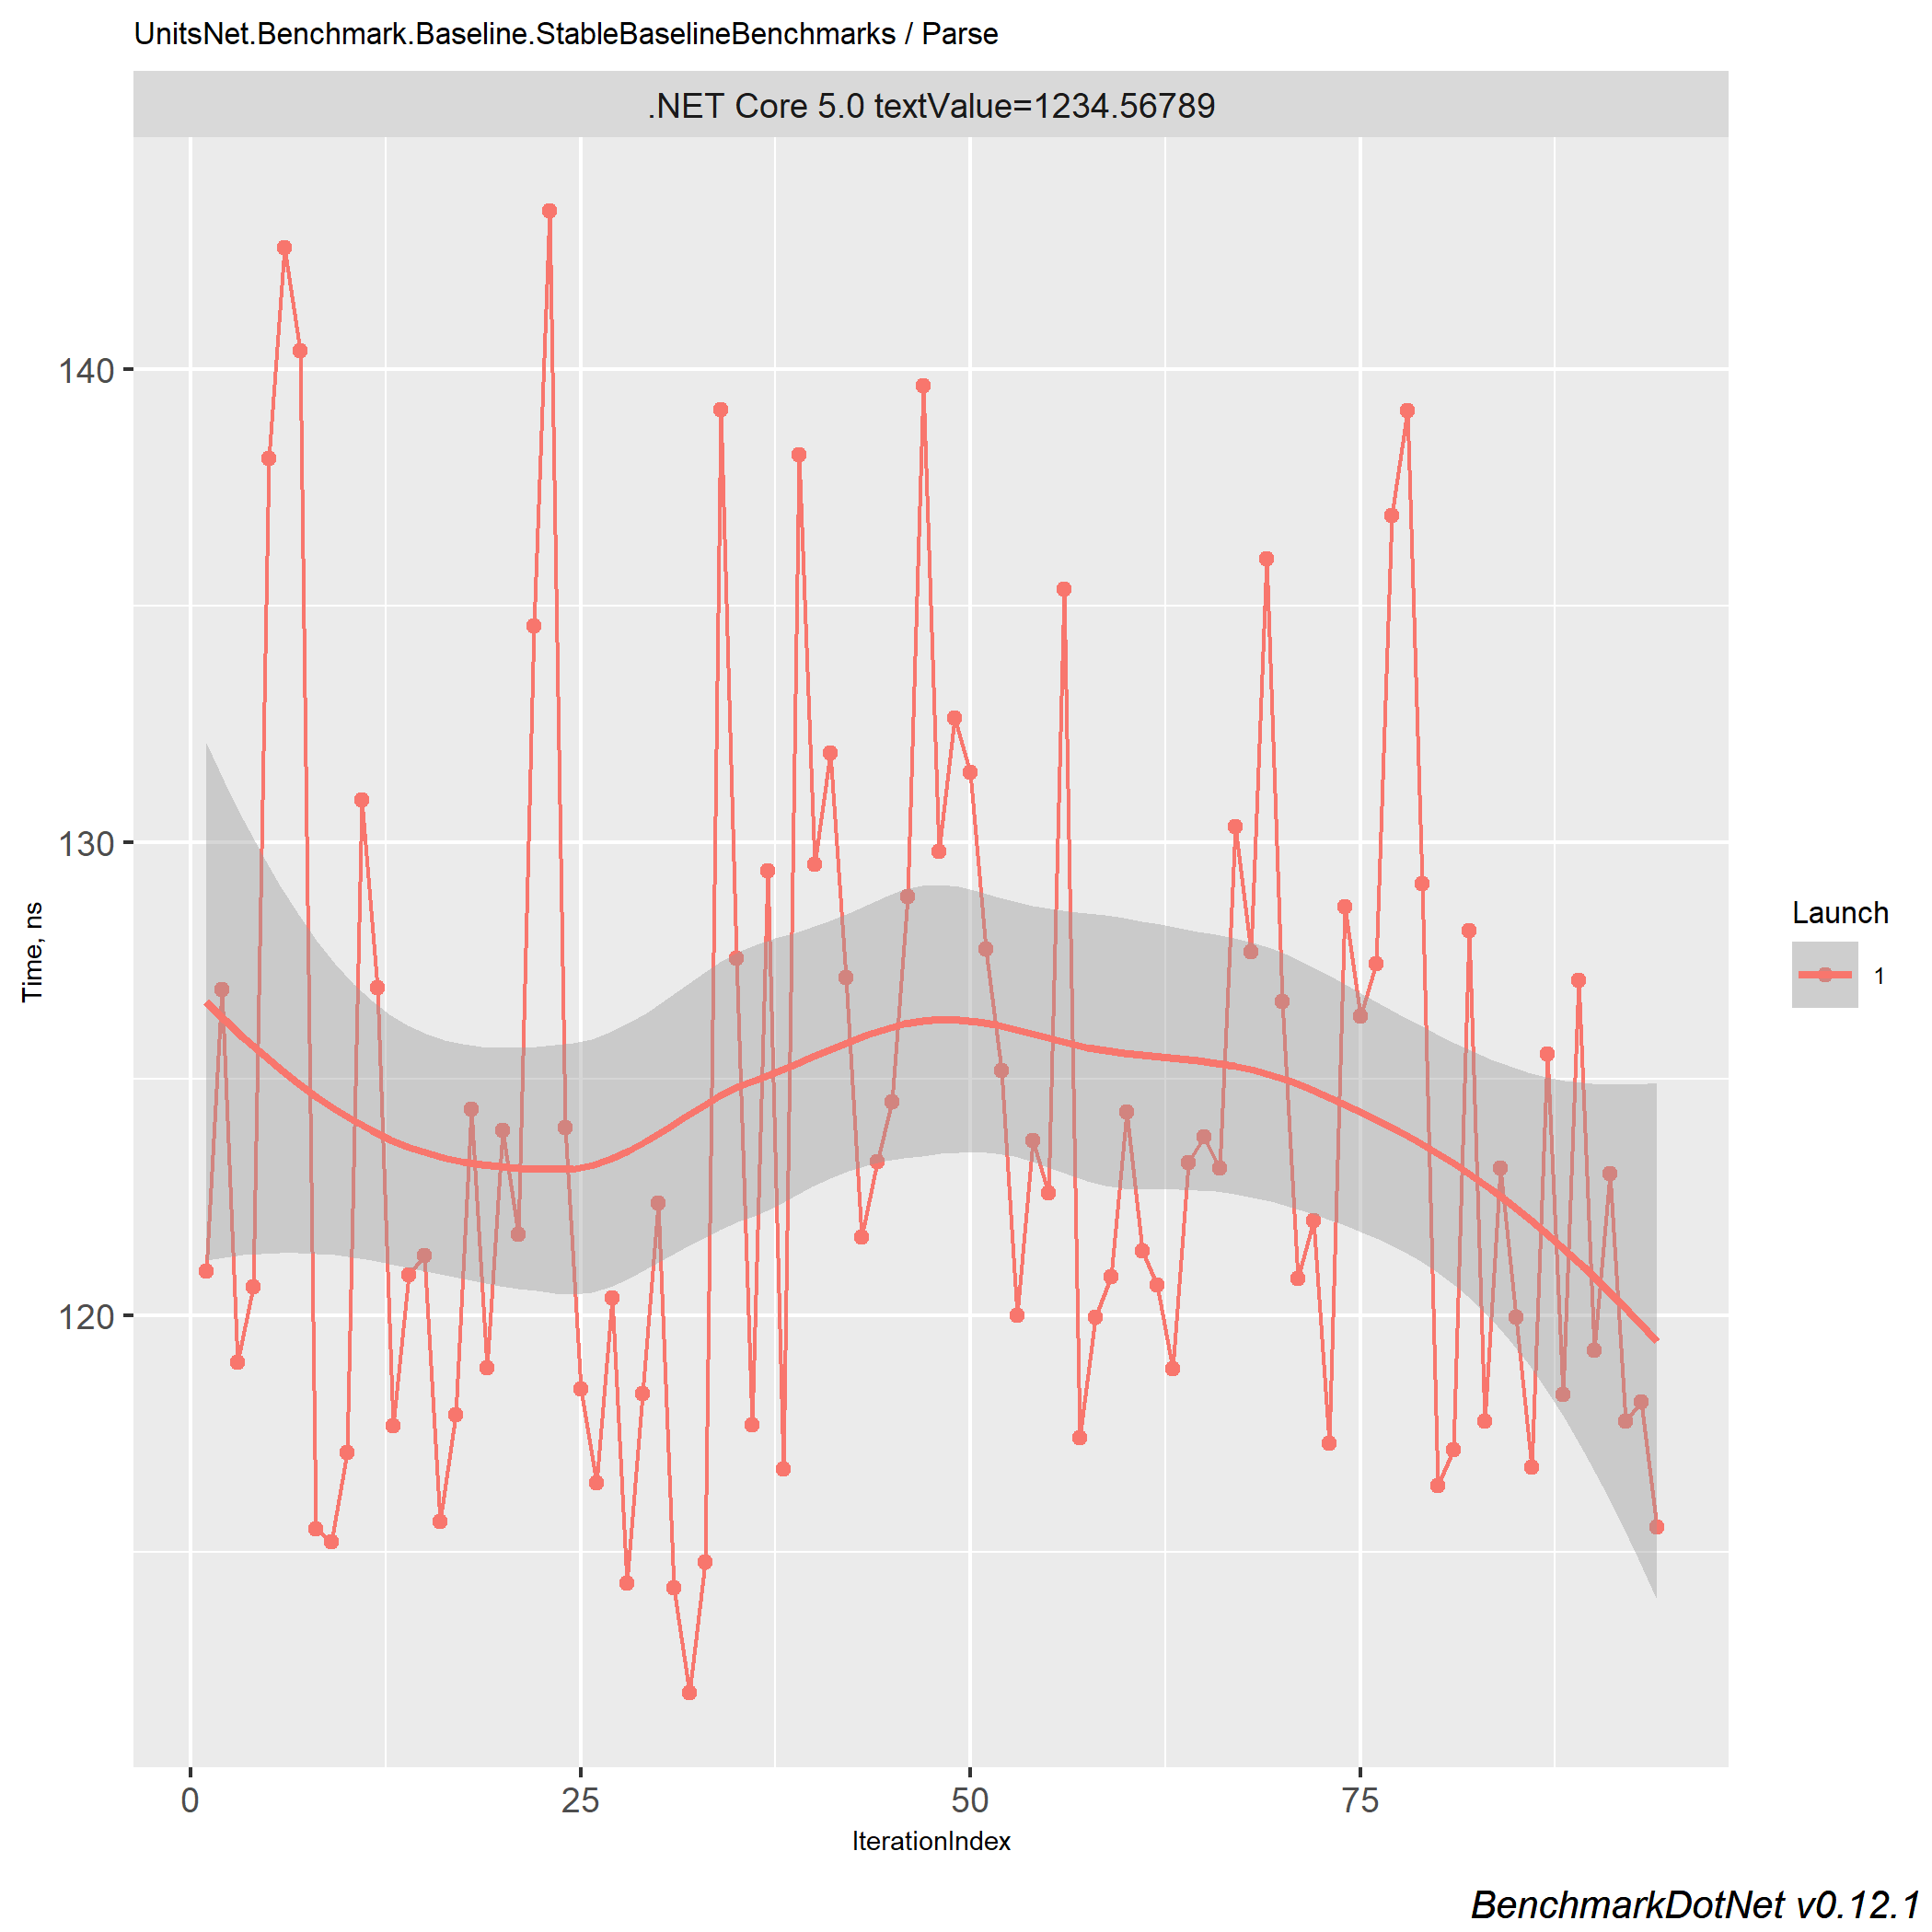 UnitsNet.Benchmark.Baseline.StableBaselineBenchmarks / Parse
.NET Core 5.0 textValue=1234.56789
140
130
120
Time, ns
0 25 50 75
IterationIndex
Launch
1
BenchmarkDotNet v0.12.1